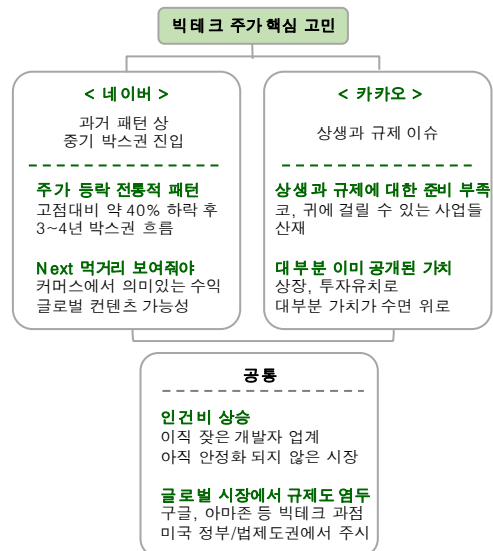 빅테크 주가 핵심 고민
< 네이버 >
과거 패턴 상
중기 박스권 진입
주가 등락 전통적 패턴
고점대비 약 40% 하락 후
3~4년 박스권 흐름
Next 먹거리 보여줘야
커머스에서 의미있는 수익
글로벌 컨텐츠 가능성
< 카카오 >
상생과 규제 이슈
상생과 규제에 대한 준비 부족
코, 귀에 걸릴 수 있는 사업들
산재
대부분 이미 공개된 가치
상장, 투자유치로
대부분 가치가 수면 위로
공통
인건비 상승
이직 잦은 개발자 업계
아직 안정화 되지 않은 시장
글로벌 시장에서 규제도 염두
구글, 아마존 등 빅테크 과점
미국 정부/법제도권에서 주시